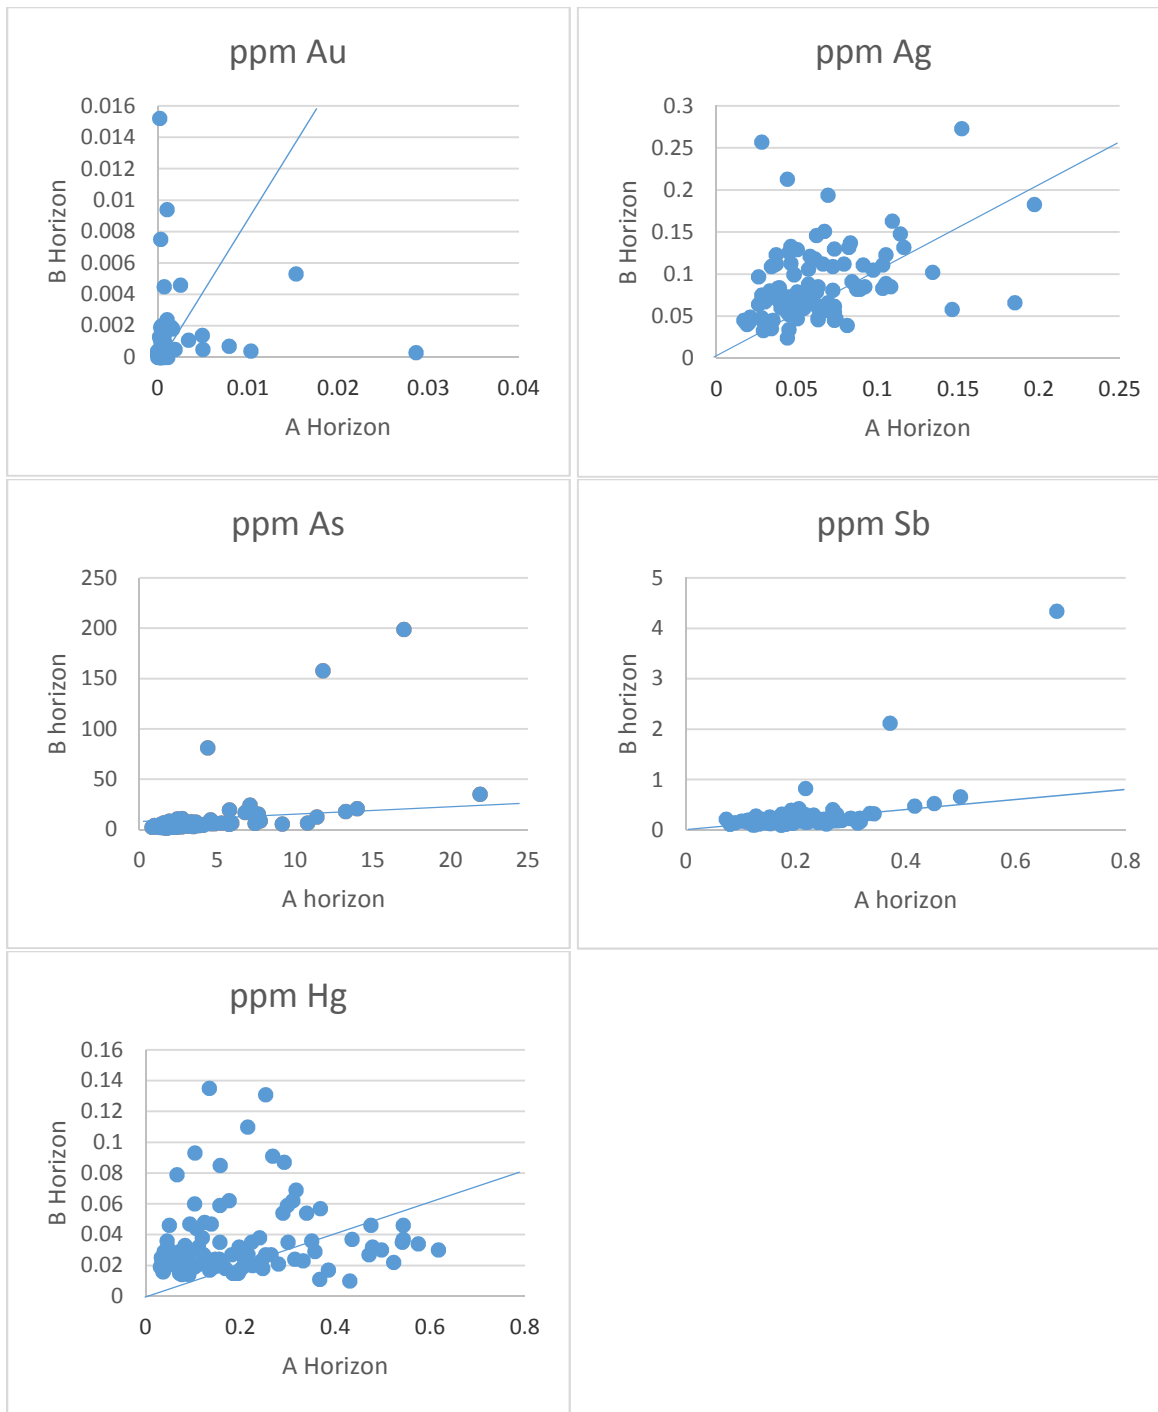 ppm Au
0.016
0.014
0.012
0.01
0.008
0.006
0.004
0.002
0
B Horizon
0 0.01 0.02 0.03 0.04
A Horizon
ppm Ag
0.3
0.25
0.2
0.15
0.1
0.05
0
B Horizon
0 0.05 0.1 0.15 0.2 0.25
A Horizon
ppm As
250
200
150
100
50
0
B horizon
0 5 10 15 20 25
A horizon
ppm Sb
5
4
3
2
1
0
B horizon
0 0.2 0.4 0.6 0.8
A horizon
ppm Hg
0.16
0.14
0.12
0.1
0.08
0.06
0.04
0.02
0
B Horizon
0 0.2 0.4 0.6 0.8
A Horizon